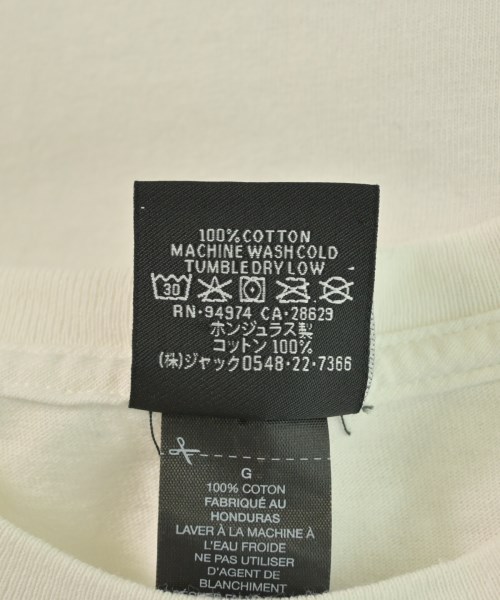 100% COTTON
MACHINE WASH COLD
TUMBLE DRY LOW
30
RN·94974 CA·28629
ホンジュラス製
コットン 100%
(株)ジャック0548·22·7366
G
100% COTON
FABRIQUÉ AU
HONDURAS
LAVER À LA MACHINE À
L'EAU FROIDE
NE PAS UTILISER
D'AGENT DE
BLANCHIMENT